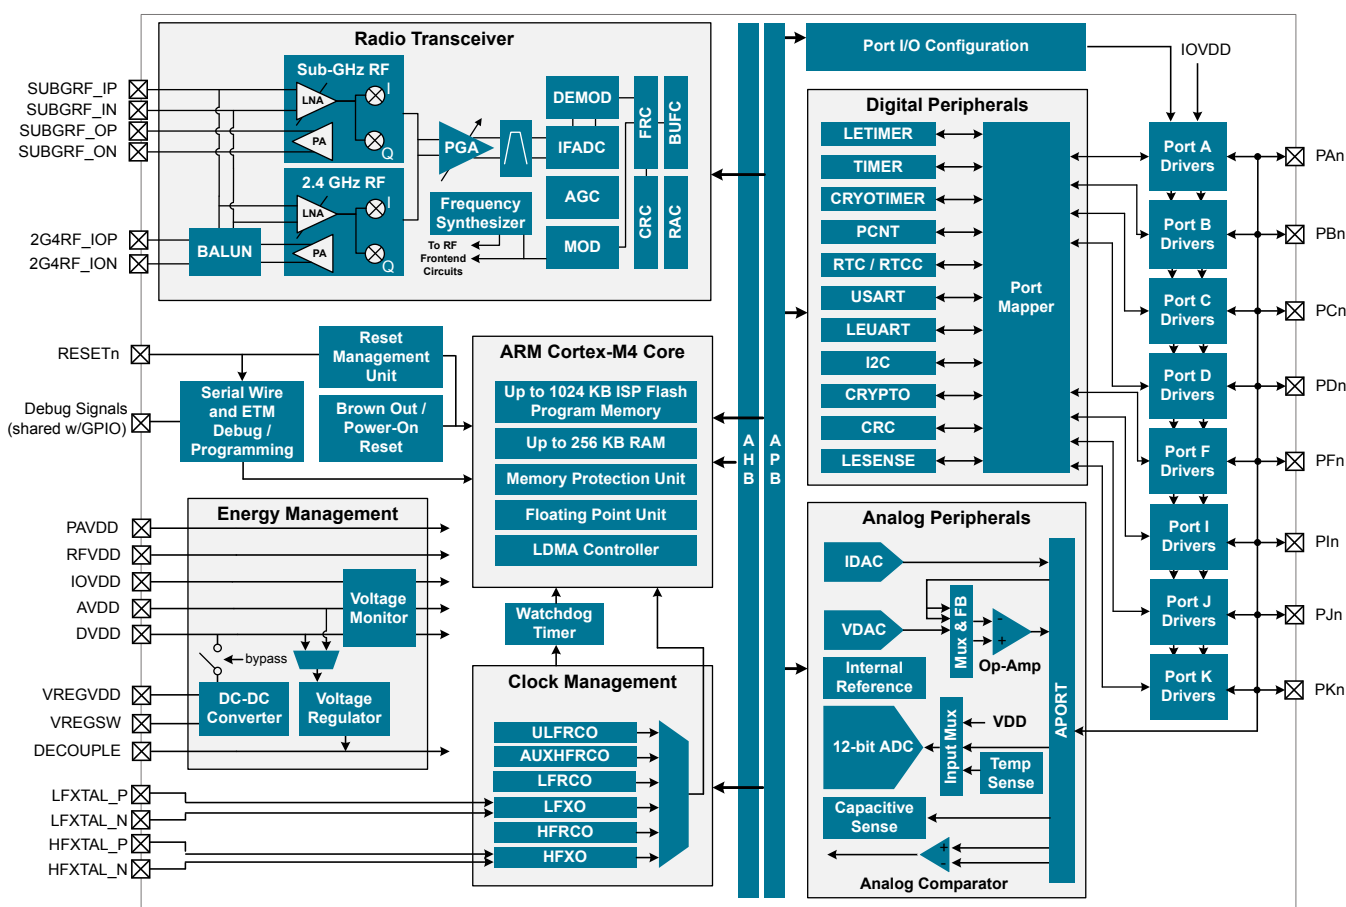 Radio Transceiver
SUBGRF_IP
SUBGRF_IN
SUBGRF_OP
SUBGRF_ON
2G4RF_IOP
2G4RF_ION
Sub-GHz RF
LNA
I
PA
Q
2.4 GHz RF
LNA
I
PA
Q
BALUN
PGA
Frequency
Synthesizer
To RF
Frontend
Circuits
DEMOD
IFADC
AGC
MOD
FRC
BUFC
CRC
RAC
RESETn
Debug Signals
(shared w/GPIO)
Reset
Management
Unit
Serial Wire
and ETM
Debug /
Programming
Brown Out /
Power-On
Reset
ARM Cortex-M4 Core
Up to 1024 KB ISP Flash
Program Memory
Up to 256 KB RAM
Memory Protection Unit
Floating Point Unit
LDMA Controller
Watchdog
Timer
Energy Management
PAVDD
RFVDD
IOVDD
AVDD
DVDD
VREGVDD
VREGSW
DECOUPLE
Voltage
Monitor
bypass
DC-DC
Converter
Voltage
Regulator
Clock Management
ULFRCO
AUXHFRCO
LFRCO
LFXO
HFRCO
HFXO
LFXTAL_P
LFXTAL_N
HFXTAL_P
HFXTAL_N
A
H
B
A
P
B
Port I/O Configuration
IOVDD
Digital Peripherals
LETIMER
TIMER
CRYOTIMER
PCNT
RTC / RTCC
USART
LEUART
I2C
CRYPTO
CRC
LESENSE
Port
Mapper
Analog Peripherals
IDAC
VDAC
Mux & FB
-
+
Op-Amp
Internal
Reference
12-bit ADC
Input Mux
VDD
Temp
Sense
Capacitive
Sense
+
-
Analog Comparator
APORT
Port A
Drivers
Port B
Drivers
Port C
Drivers
Port D
Drivers
Port F
Drivers
Port I
Drivers
Port J
Drivers
Port K
Drivers
PAn
PBn
PCn
PDn
PFn
PIn
PJn
PKn